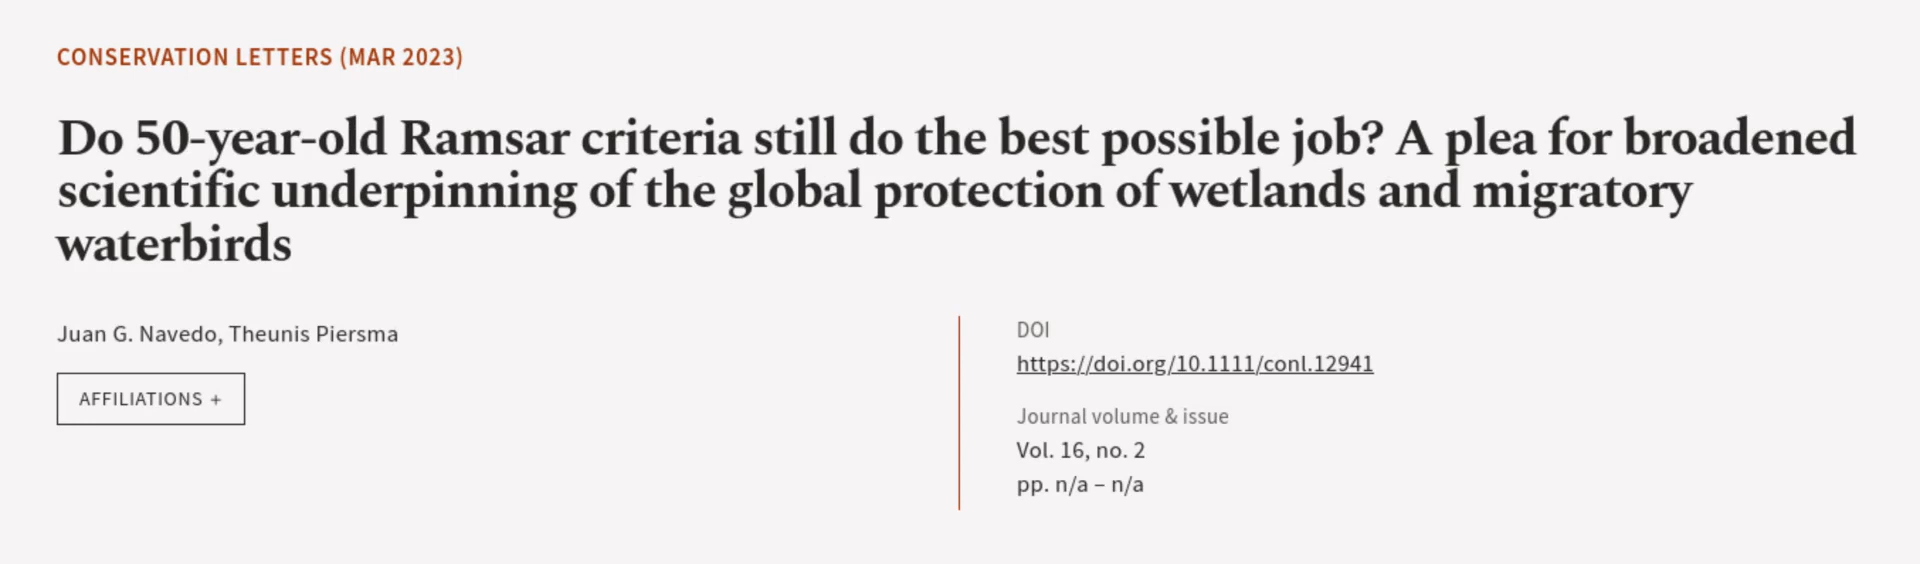 CONSERVATION LETTERS (MAR 2023)
Do 50-year-old Ramsar criteria still do the best possible job? A plea for broadened
scientific underpinning of the global protection of wetlands and migratory
waterbirds
Juan G. Navedo, Theunis Piersma
AFFILIATIONS +
DOI
https://doi.org/10.1111/conl.12941
Journal volume & issue
Vol. 16, no. 2
pp. n/a – n/a